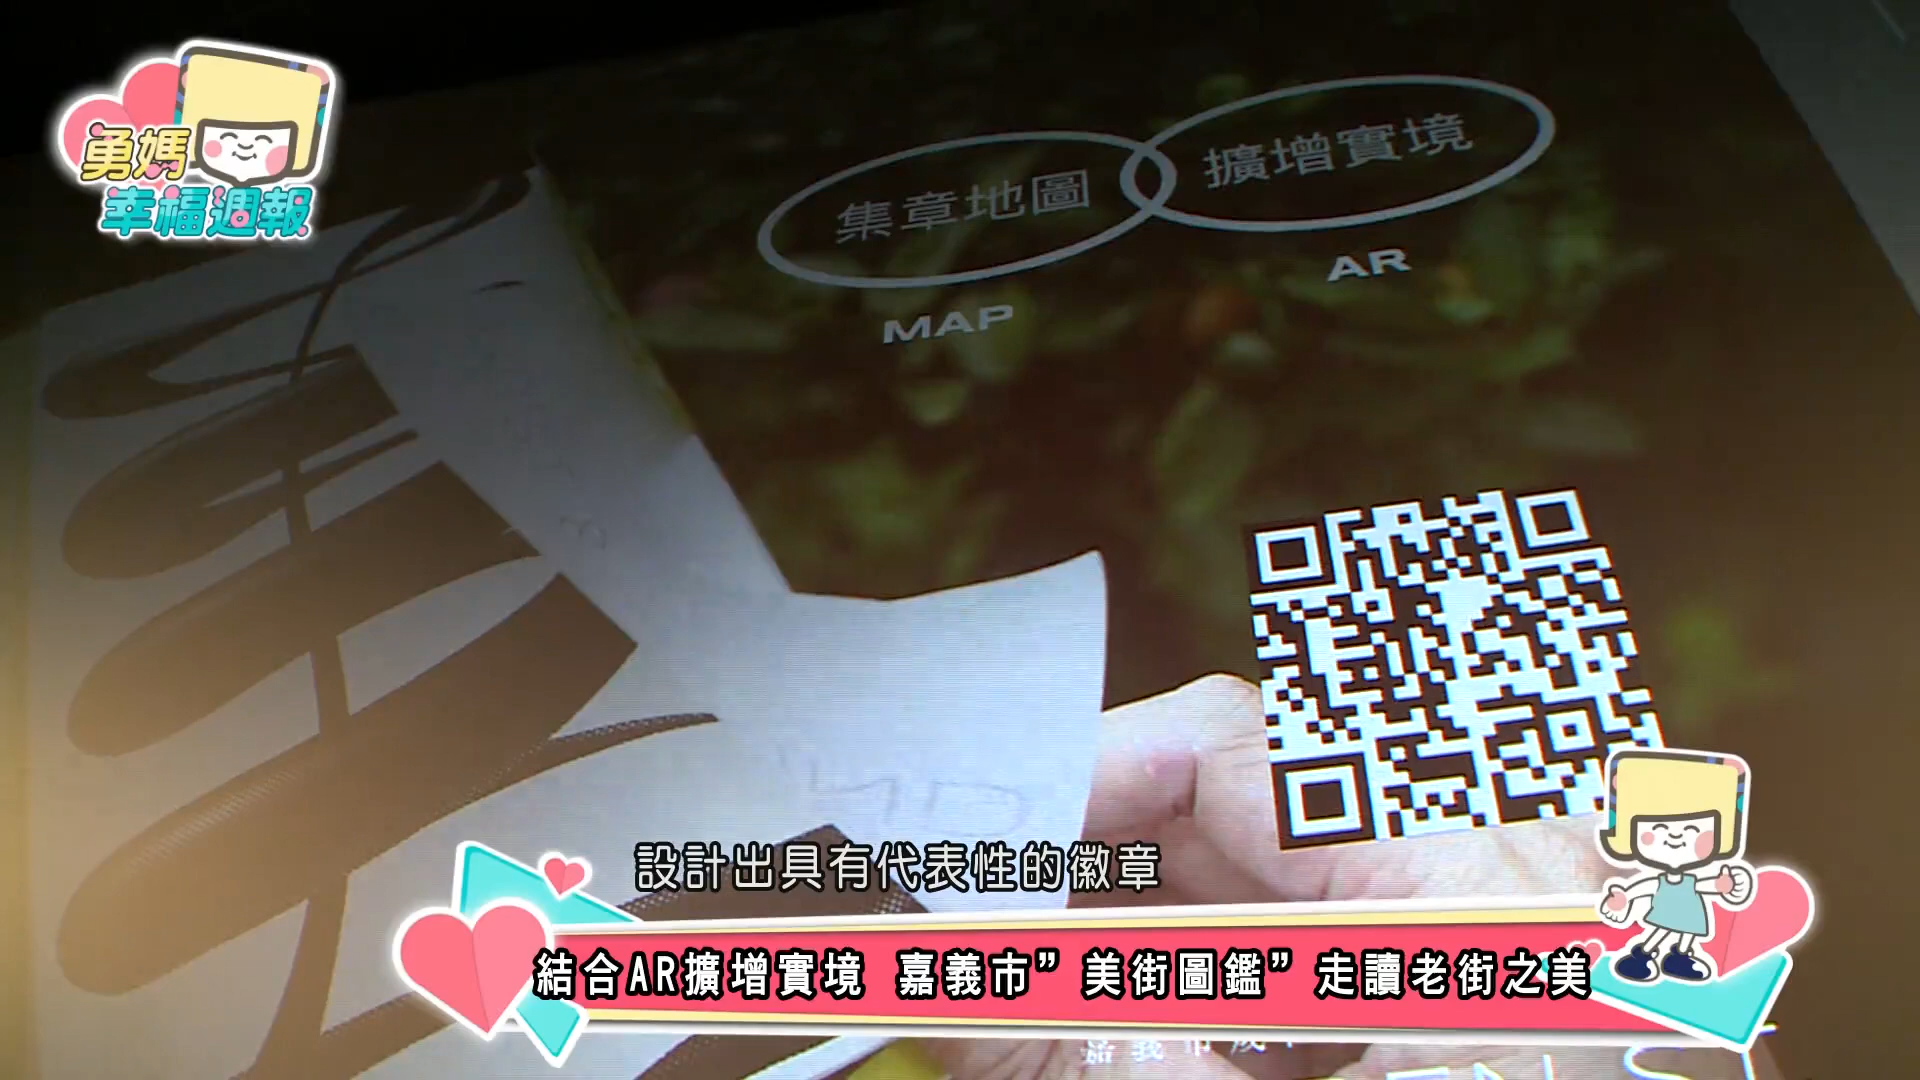 勇媽
幸福週報
集章地圖
擴增實境
MAP
AR
設計出具有代表性的徽章
結合AR擴增實境 嘉義市”美街圖鑑”走讀老街之美